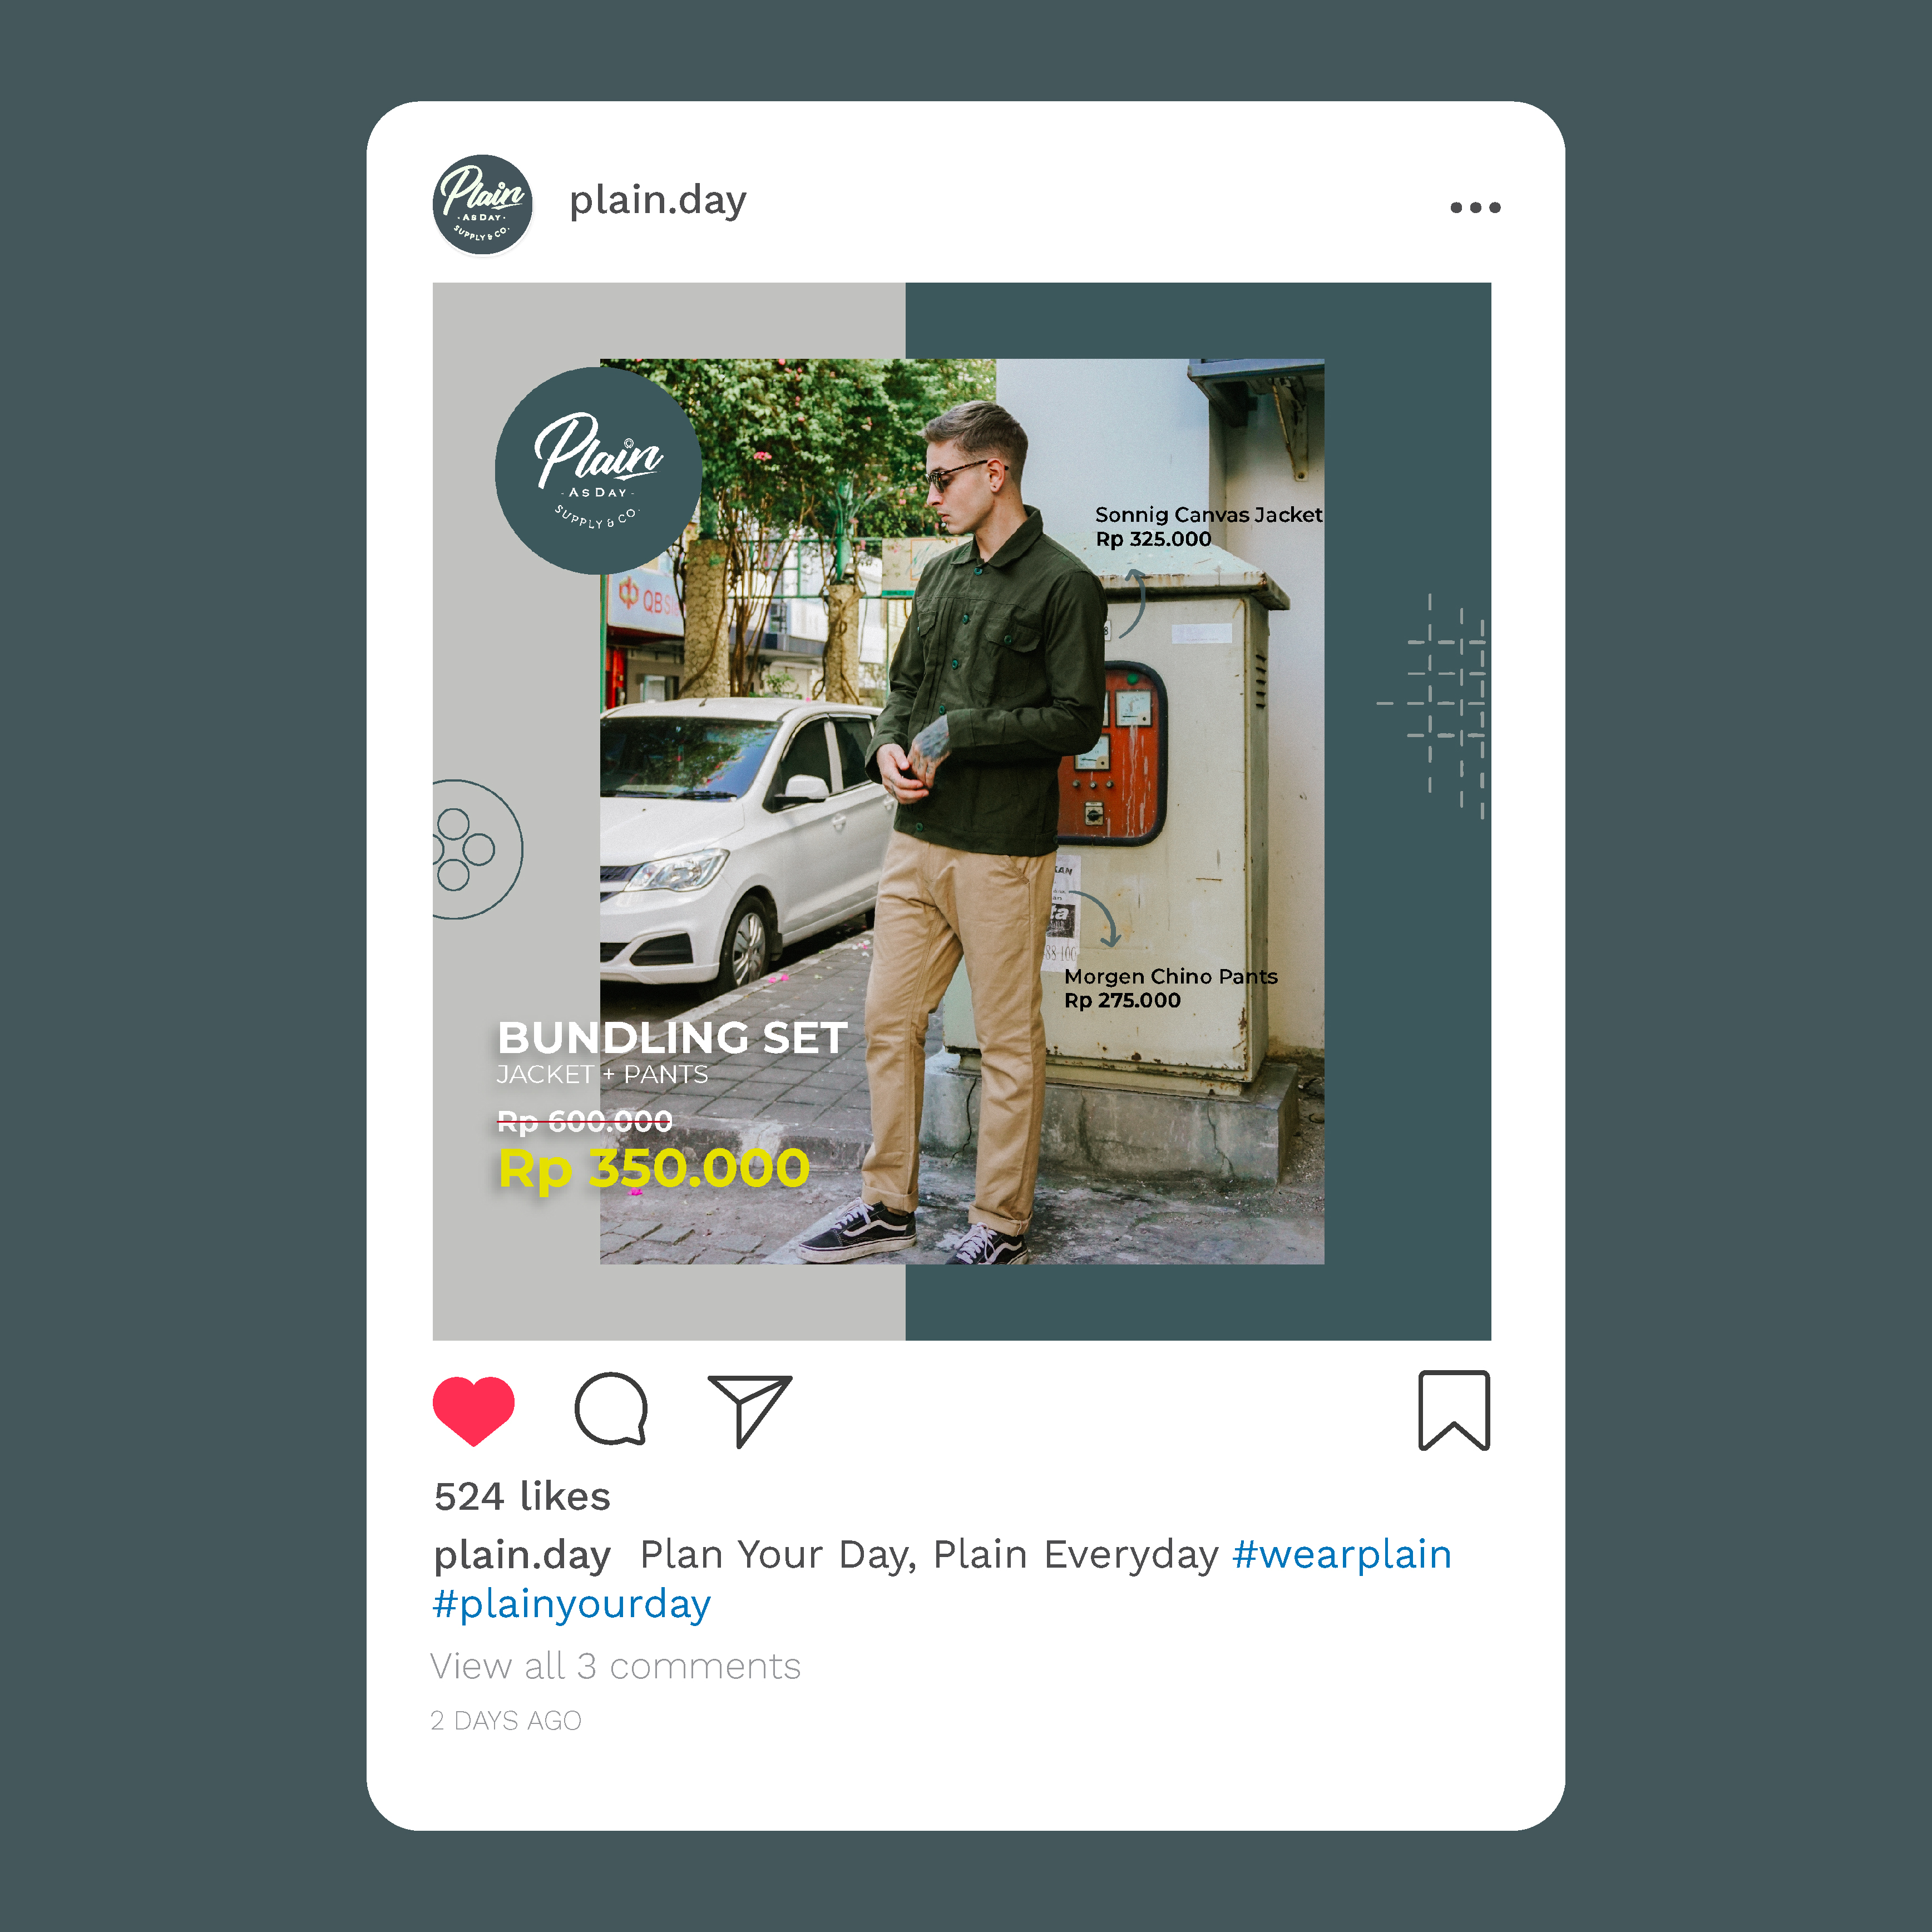 Plain
AS DAY
SUPPLY & CO.
plain.day
Plain
AS DAY
SUPPLY & CO.
QBS
Sonnig Canvas Jacket
Rp 325.000
Morgen Chino Pants
Rp 275.000
BUNDLING SET
JACKET + PANTS
Rp 600.000
Rp 350.000
524 likes
plain.day Plan Your Day, Plain Everyday #wearplain
#plainyourday
View all 3 comments
2 DAYS AGO